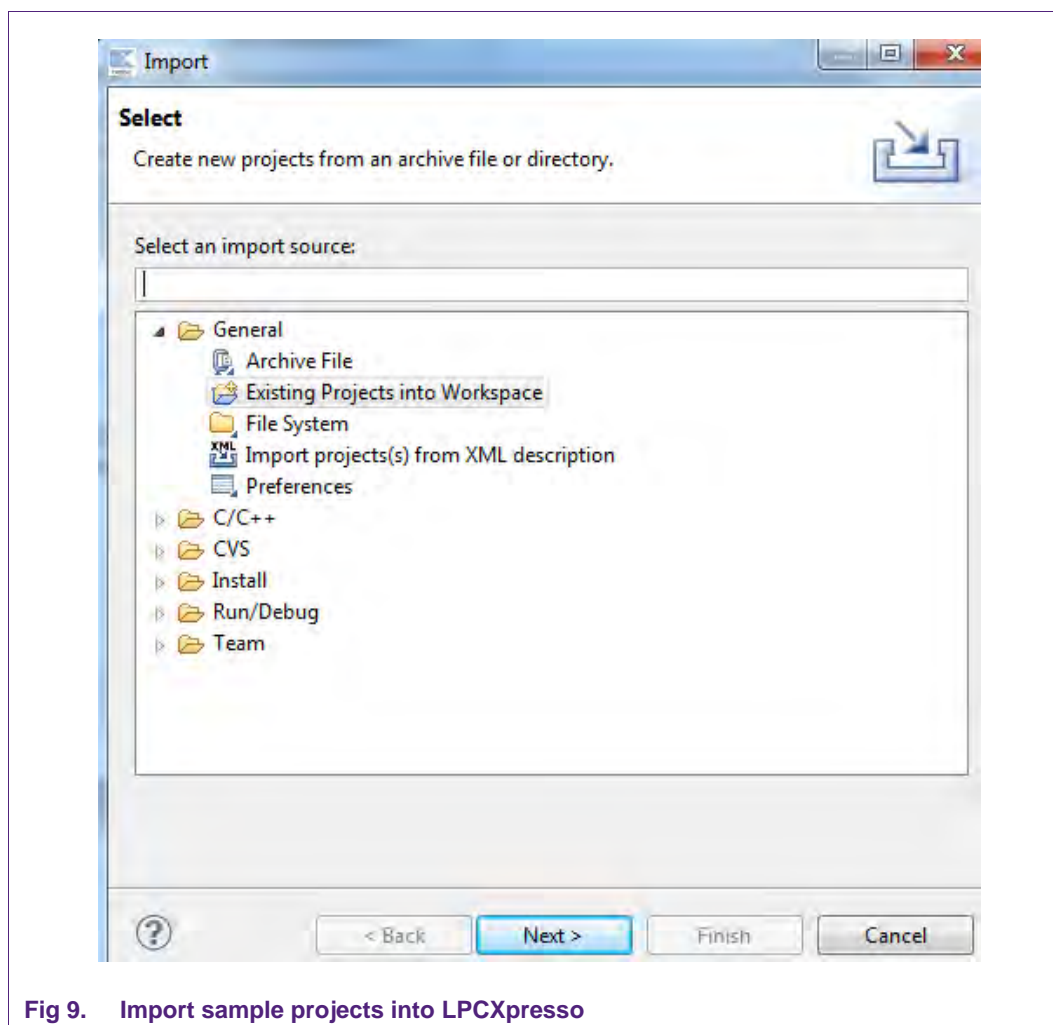 Import
Select
Create new projects from an archive file or directory.
Select an import source:
General
Archive File
Existing Projects into Workspace
File System
XML Import projects(s) from XML description
Preferences
C/C++
CVS
Install
Run/Debug
Team
? < Back Next > Finish Cancel
Fig 9. Import sample projects into LPCXpresso